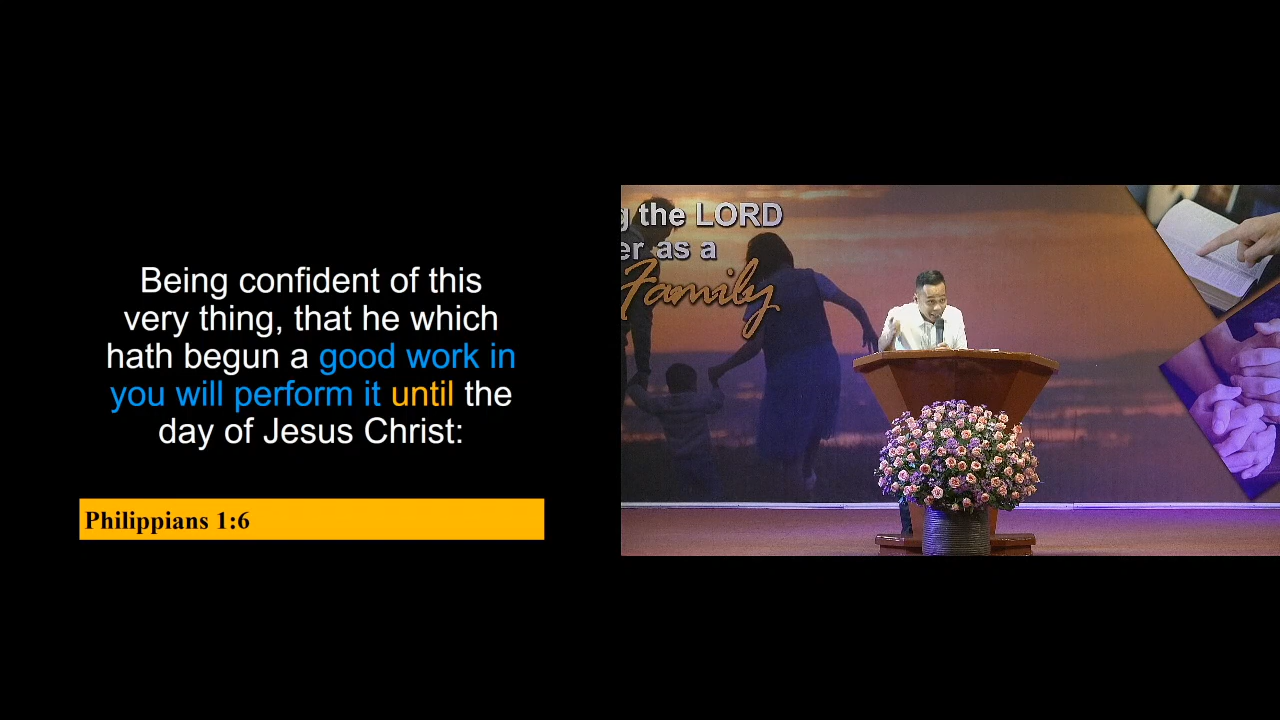 Being confident of this
very thing, that he which
hath begun a good work in
you will perform it until the
day of Jesus Christ:
Philippians 1:6
the LORD
as a
Family